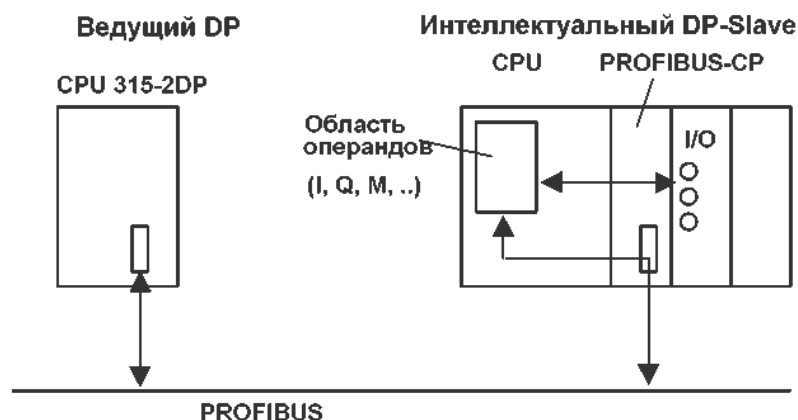 Ведущий DP
Интеллектуальный DP-Slave
CPU 315-2DP
CPU
PROFIBUS-CP
Область
операндов
(I, Q, M, ..)
I/O
PROFIBUS